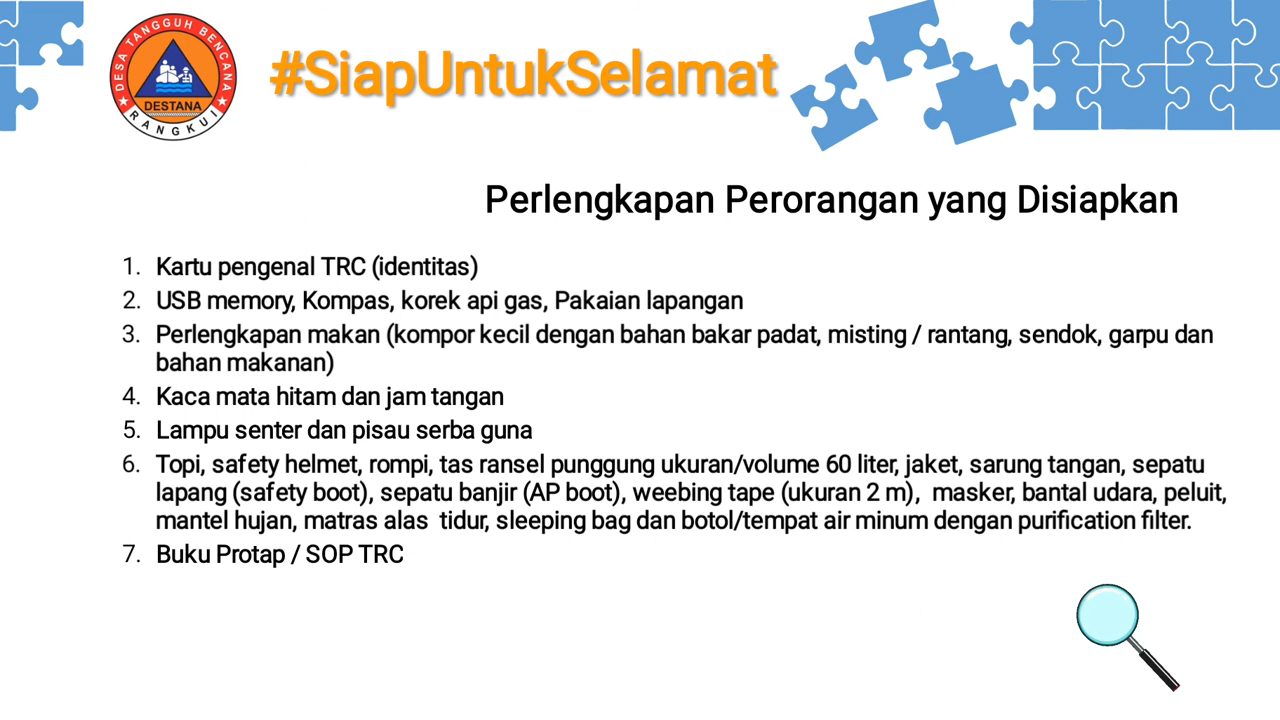 DESA TANGGUH BENCANA
DESTANA
RANGKUI
#SiapUntukSelamat
Perlengkapan Perorangan yang Disiapkan
1. Kartu pengenal TRC (identitas)
2. USB memory, Kompas, korek api gas, Pakaian lapangan
3. Perlengkapan makan (kompor kecil dengan bahan bakar padat, misting / rantang, sendok, garpu dan
bahan makanan)
4. Kaca mata hitam dan jam tangan
5. Lampu senter dan pisau serba guna
6. Topi, safety helmet, rompi, tas ransel punggung ukuran/volume 60 liter, jaket, sarung tangan, sepatu
lapang (safety boot), sepatu banjir (AP boot), weebing tape (ukuran 2 m), masker, bantal udara, peluit,
mantel hujan, matras alas tidur, sleeping bag dan botol/tempat air minum dengan purification filter.
7. Buku Protap / SOP TRC